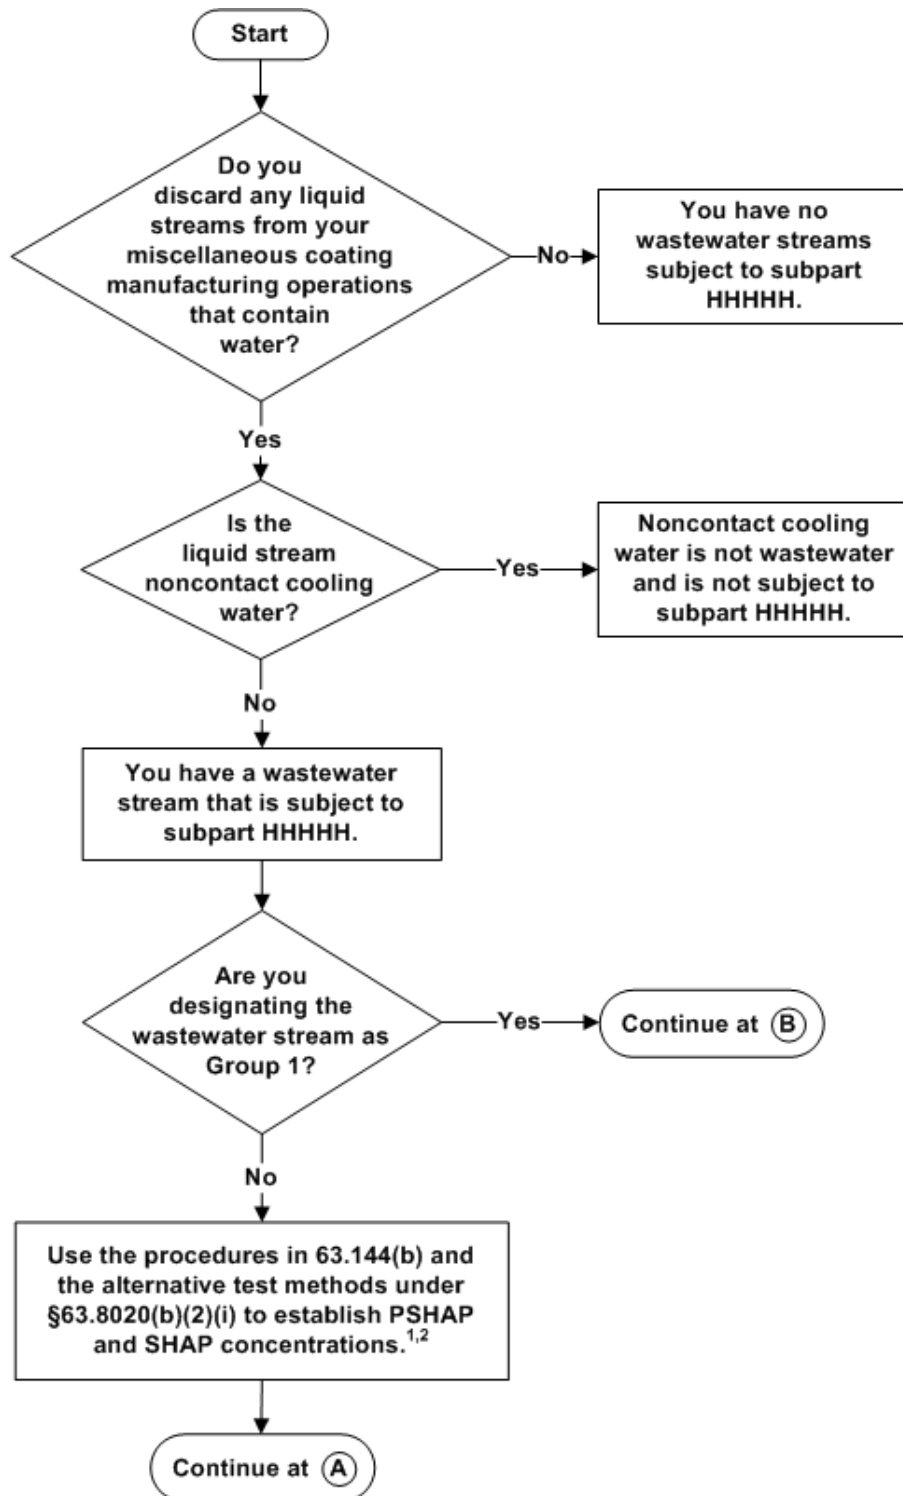 Start
Do you
discard any liquid
streams from your
miscellaneous coating
manufacturing operations
that contain
water?
No
You have no
wastewater streams
subject to subpart
HHHHH.
Yes
Is the
liquid stream
noncontact cooling
water?
Yes
Noncontact cooling
water is not wastewater
and is not subject to
subpart HHHHH.
No
You have a wastewater
stream that is subject to
subpart HHHHH.
Are you
designating the
wastewater stream as
Group 1?
Yes
Continue at B
No
Use the procedures in 63.144(b) and
the alternative test methods under
§63.8020(b)(2)(i) to establish PSHAP
and SHAP concentrations.1,2
Continue at A